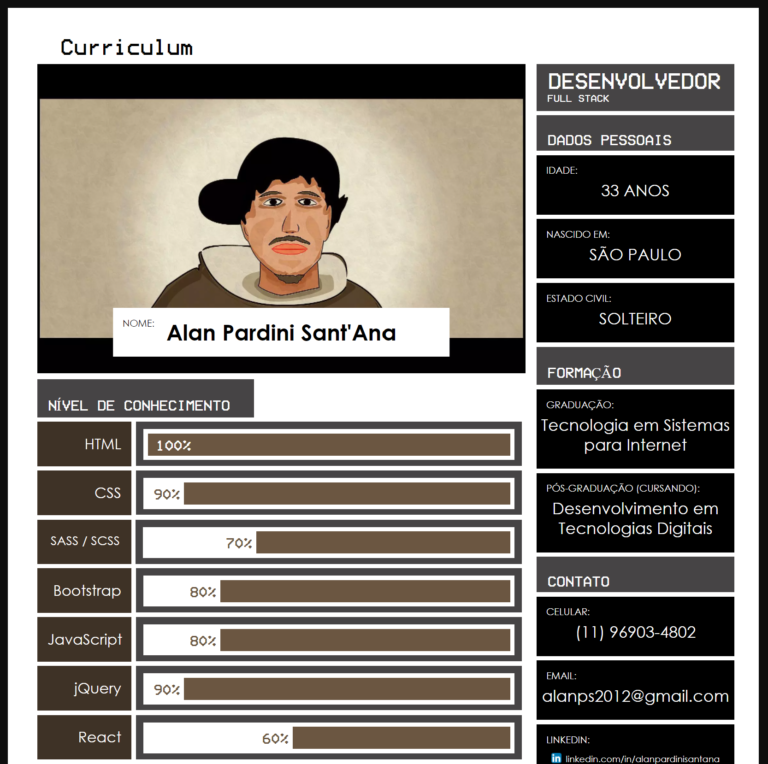 Curriculum
NOME:
Alan Pardini Sant'Ana
NÍVEL DE CONHECIMENTO
HTML
100%
CSS
90%
SASS / SCSS
70%
Bootstrap
80%
JavaScript
80%
jQuery
90%
React
60%
DESENVOLVEDOR
FULL STACK
DADOS PESSOAIS
IDADE:
33 ANOS
NASCIDO EM:
SÃO PAULO
ESTADO CIVIL:
SOLTEIRO
FORMAÇÃO
GRADUAÇÃO:
Tecnologia em Sistemas
para Internet
PÓS-GRADUAÇÃO (CURSANDO):
Desenvolvimento em
Tecnologias Digitais
CONTATO
CELULAR:
(11) 96903-4802
EMAIL:
alanps2012@gmail.com
LINKEDIN:
in linkedin.com/in/alanpardinisantana